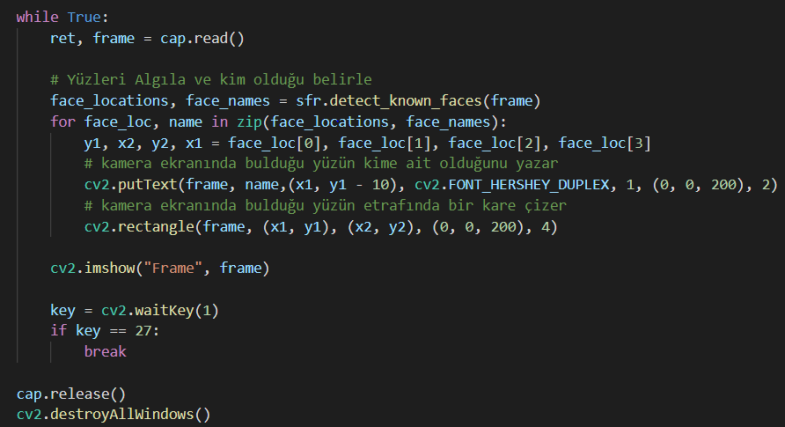 while True:
    ret, frame = cap.read()
    # Yüzleri Algıla ve kim olduğu belirle
    face_locations, face_names = sfr.detect_known_faces(frame)
    for face_loc, name in zip(face_locations, face_names):
        y1, x2, y2, x1 = face_loc[0], face_loc[1], face_loc[2], face_loc[3]
        # kamera ekranında bulduğu yüzün kime ait olduğunu yazar
        cv2.putText(frame, name,(x1, y1 - 10), cv2.FONT_HERSHEY_DUPLEX, 1, (0, 0, 200), 2)
        # kamera ekranında bulduğu yüzün etrafında bir kare çizer
        cv2.rectangle(frame, (x1, y1), (x2, y2), (0, 0, 200), 4)
    cv2.imshow("Frame", frame)
    key = cv2.waitKey(1)
    if key == 27:
        break
cap.release()
cv2.destroyAllWindows()